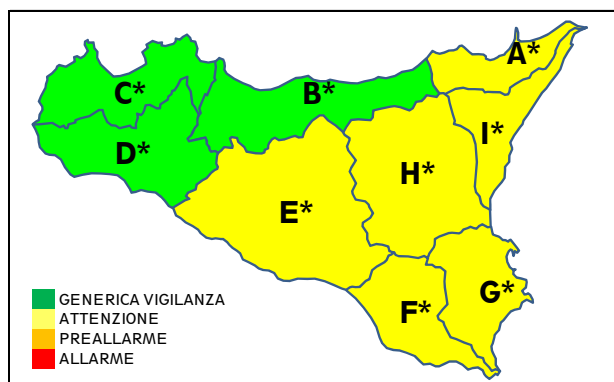 A*
C*
B*
I*
D*
H*
E*
G*
F*
GENERICA VIGILANZA
ATTENZIONE
PREALLARME
ALLARME